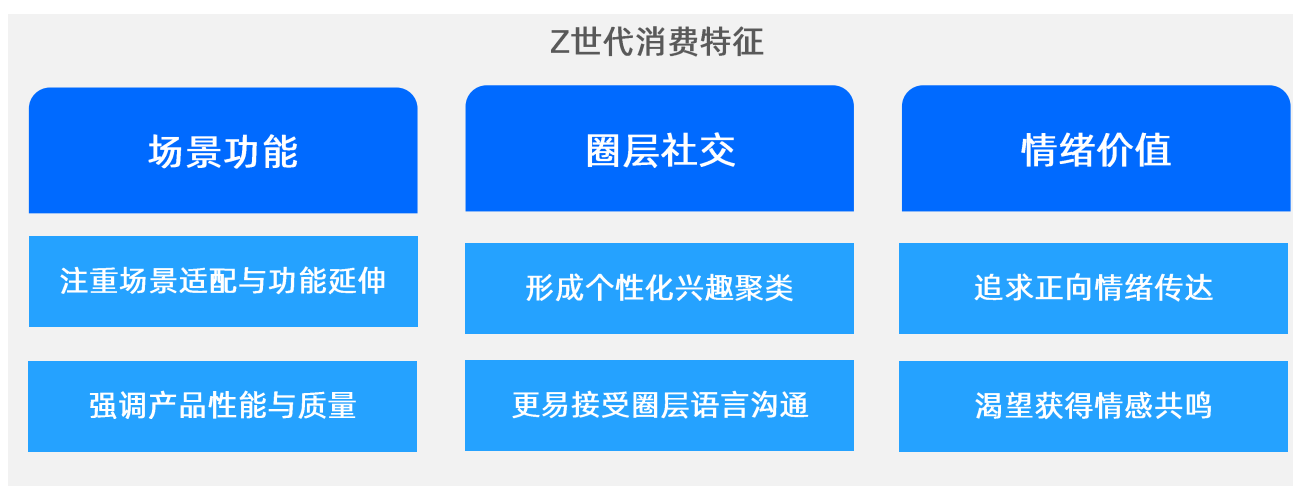 Z世代消费特征
场景功能
注重场景适配与功能延伸
强调产品性能与质量
圈层社交
形成个性化兴趣聚类
更易接受圈层语言沟通
情绪价值
追求正向情绪传达
渴望获得情感共鸣